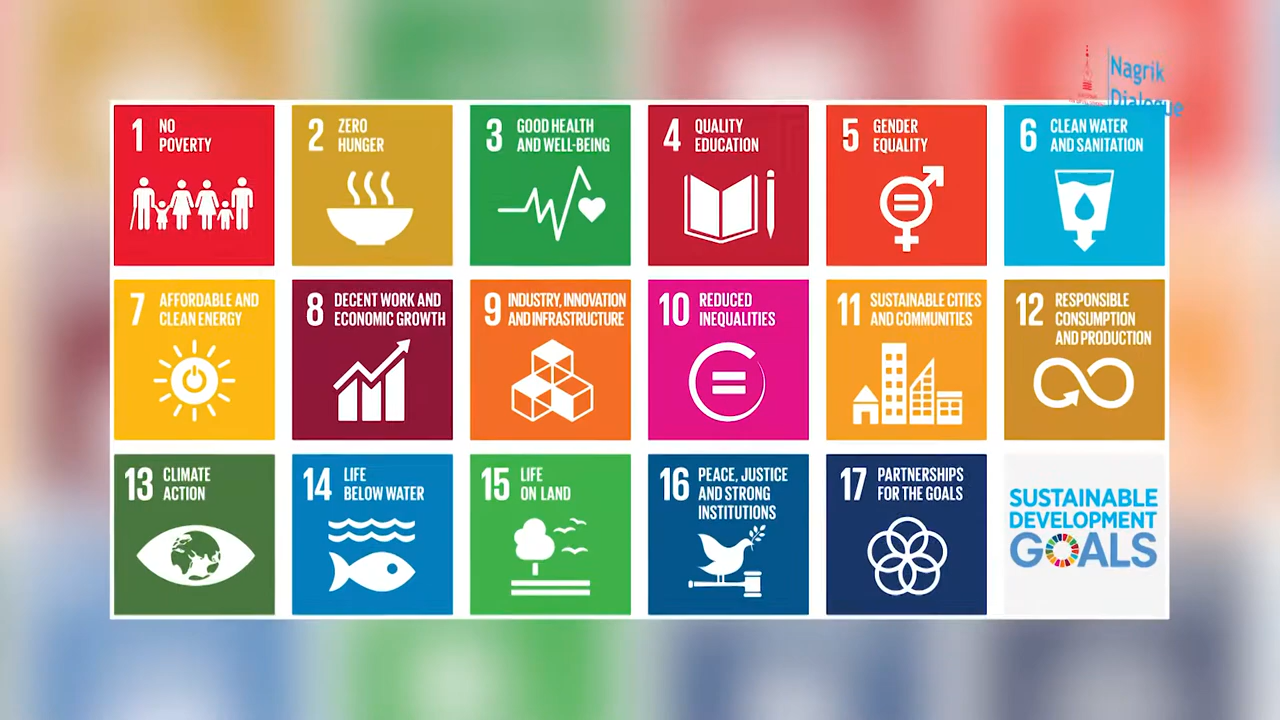 Nagrik
Dialogue
1 NO
POVERTY
2 ZERO
HUNGER
3 GOOD HEALTH
AND WELL-BEING
4 QUALITY
EDUCATION
5 GENDER
EQUALITY
6 CLEAN WATER
AND SANITATION
7 AFFORDABLE AND
CLEAN ENERGY
8 DECENT WORK AND
ECONOMIC GROWTH
9 INDUSTRY, INNOVATION
AND INFRASTRUCTURE
10 REDUCED
INEQUALITIES
11 SUSTAINABLE CITIES
AND COMMUNITIES
12 RESPONSIBLE
CONSUMPTION
AND PRODUCTION
13 CLIMATE
ACTION
14 LIFE
BELOW WATER
15 LIFE
ON LAND
16 PEACE, JUSTICE
AND STRONG
INSTITUTIONS
17 PARTNERSHIPS
FOR THE GOALS
SUSTAINABLE
DEVELOPMENT
GOALS